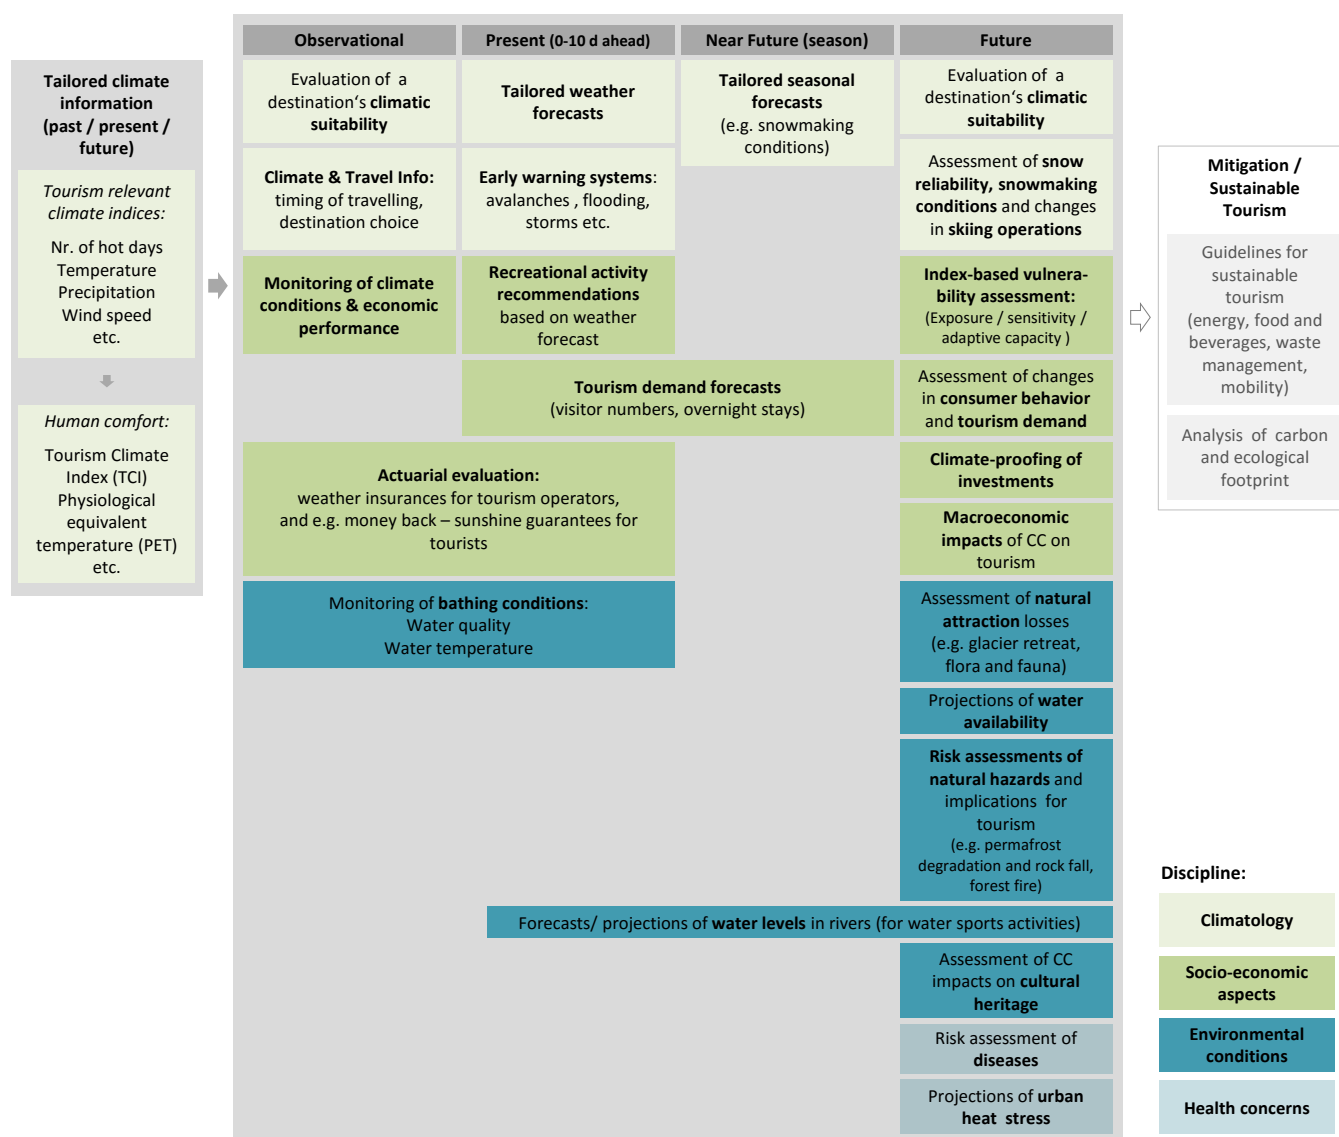 Tailored climate
information
(past / present /
future)
Tourism relevant
climate indices:
Nr. of hot days
Temperature
Precipitation
Wind speed
etc.
Human comfort:
Tourism Climate
Index (TCI)
Physiological
equivalent
temperature (PET)
etc.
Observational
Present (0-10 d ahead)
Near Future (season)
Future
Evaluation of a
destination‘s climatic
suitability
Tailored weather
forecasts
Tailored seasonal
forecasts
(e.g. snowmaking
conditions)
Evaluation of a
destination‘s climatic
suitability
Climate & Travel Info:
timing of travelling,
destination choice
Early warning systems:
avalanches , flooding,
storms etc.
Assessment of snow
reliability, snowmaking
conditions and changes
in skiing operations
Monitoring of climate
conditions & economic
performance
Recreational activity
recommendations
based on weather
forecast
Index-based vulnera-
bility assessment:
(Exposure / sensitivity /
adaptive capacity )
Tourism demand forecasts
(visitor numbers, overnight stays)
Assessment of changes
in consumer behavior
and tourism demand
Actuarial evaluation:
weather insurances for tourism operators,
and e.g. money back – sunshine guarantees for
tourists
Climate-proofing of
investments
Macroeconomic
impacts of CC on
tourism
Monitoring of bathing conditions:
Water quality
Water temperature
Assessment of natural
attraction losses
(e.g. glacier retreat,
flora and fauna)
Projections of water
availability
Risk assessments of
natural hazards and
implications for
tourism
(e.g. permafrost
degradation and rock fall,
forest fire)
Forecasts/ projections of water levels in rivers (for water sports activities)
Assessment of CC
impacts on cultural
heritage
Risk assessment of
diseases
Projections of urban
heat stress
Mitigation /
Sustainable
Tourism
Guidelines for
sustainable
tourism
(energy, food and
beverages, waste
management,
mobility)
Analysis of carbon
and ecological
footprint
Discipline:
Climatology
Socio-economic
aspects
Environmental
conditions
Health concerns